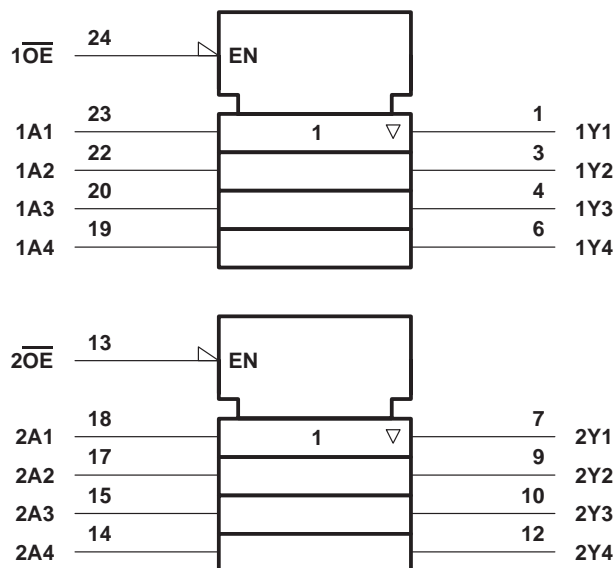 24
1O̅E̅ EN
23 1
1A1 1 ▽ 1Y1
22 3
1A2 1Y2
20 4
1A3 1Y3
19 6
1A4 1Y4
13
2O̅E̅ EN
18 7
2A1 1 ▽ 2Y1
17 9
2A2 2Y2
15 10
2A3 2Y3
14 12
2A4 2Y4